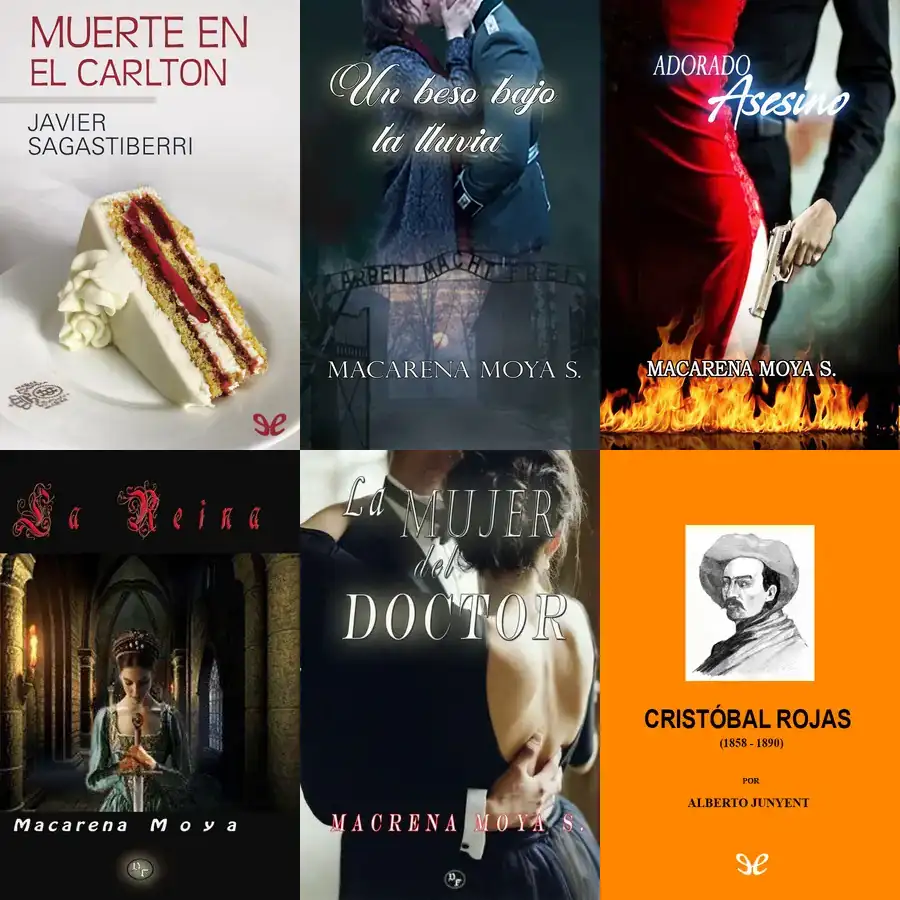 MUERTE EN
EL CARLTON
JAVIER
SAGASTIBERRI
Un beso bajo
la lluvia
ARBEIT MACHT FREI
MACARENA MOYA S.
ADORADO
Asesino
MACARENA MOYA S.
La Reina
Macarena Moya
La MUJER
del
DOCTOR
MACRENA MOYA S.
CRISTÓBAL ROJAS
(1858 - 1890)
POR
ALBERTO JUNYENT